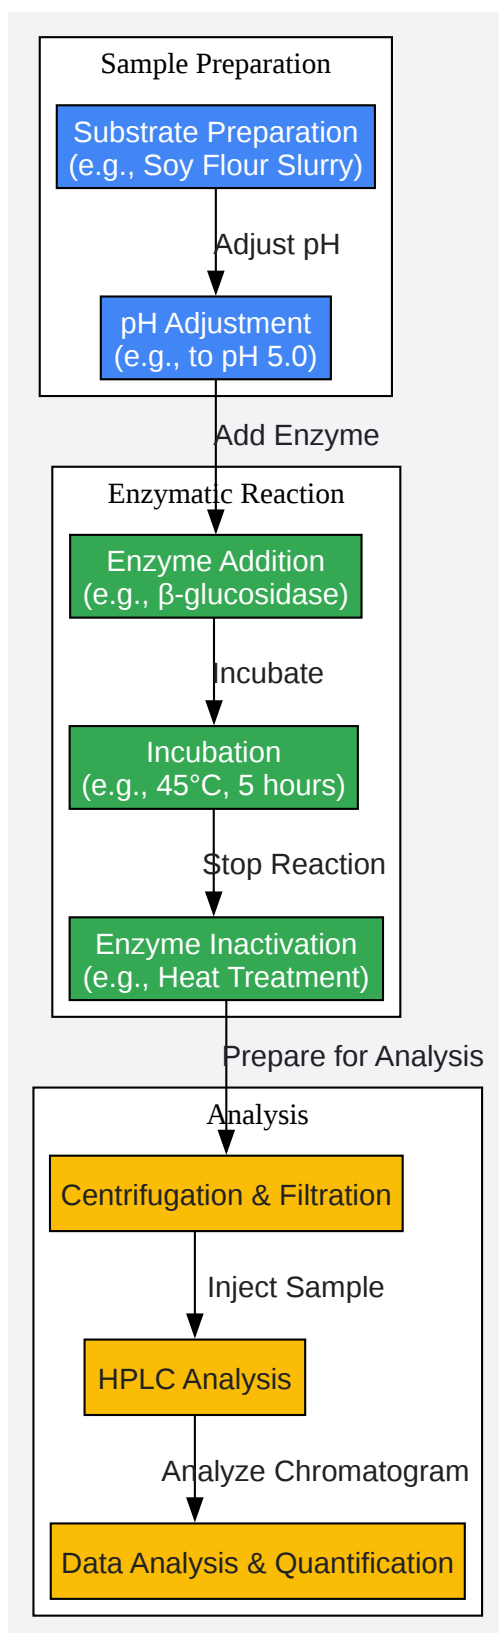 Sample Preparation
Substrate Preparation
(e.g., Soy Flour Slurry)
Adjust pH
pH Adjustment
(e.g., to pH 5.0)
Add Enzyme
Enzymatic Reaction
Enzyme Addition
(e.g., β-glucosidase)
Incubate
Incubation
(e.g., 45°C, 5 hours)
Stop Reaction
Enzyme Inactivation
(e.g., Heat Treatment)
Prepare for Analysis
Analysis
Centrifugation & Filtration
Inject Sample
HPLC Analysis
Analyze Chromatogram
Data Analysis & Quantification